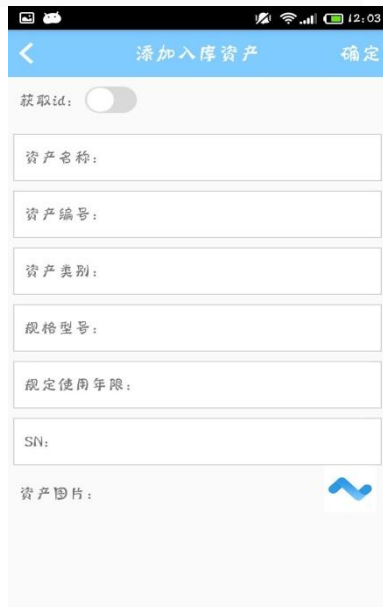 12:03
添加入库资产 确定
获取id:
资产名称:
资产编号:
资产类别:
规格型号:
规定使用年限:
SN:
资产图片: